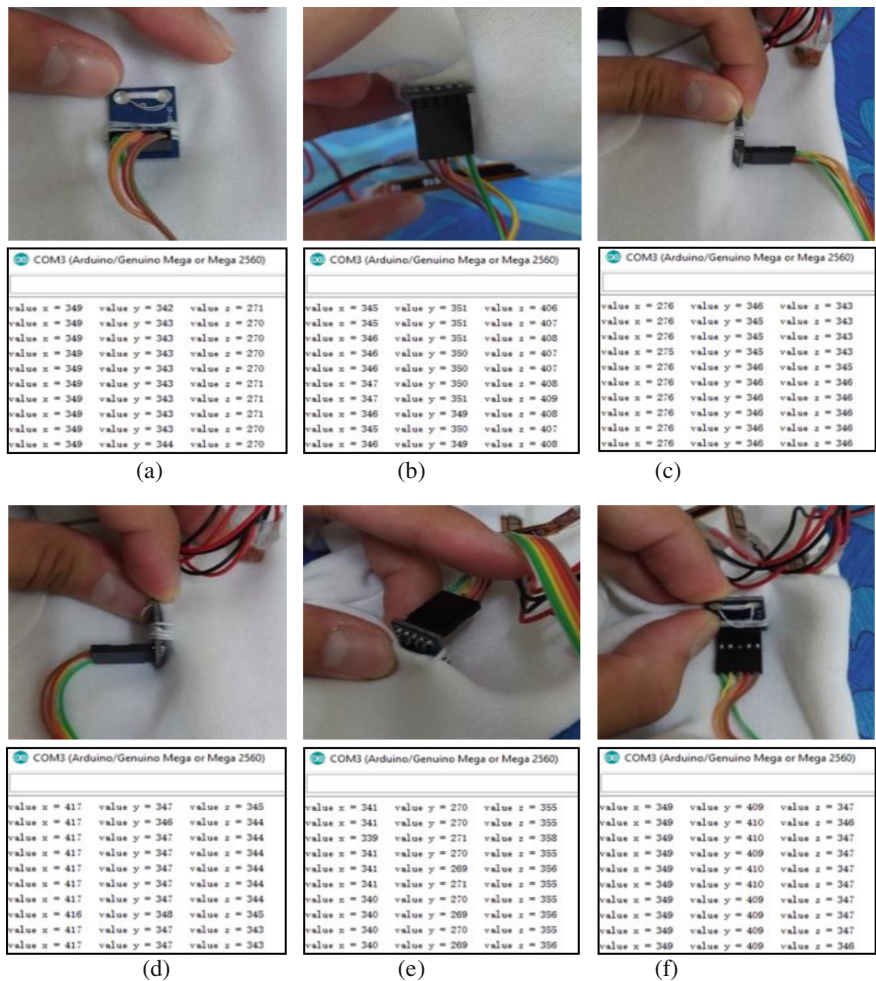 COM3 (Arduino/Genuino Mega or Mega 2560)
value x = 349 value y = 342 value z = 271
value x = 349 value y = 343 value z = 270
value x = 349 value y = 343 value z = 270
value x = 349 value y = 343 value z = 270
value x = 349 value y = 343 value z = 270
value x = 349 value y = 343 value z = 271
value x = 349 value y = 343 value z = 271
value x = 349 value y = 343 value z = 271
value x = 349 value y = 343 value z = 270
value x = 349 value y = 344 value z = 270
(a)
COM3 (Arduino/Genuino Mega or Mega 2560)
value x = 345 value y = 351 value z = 406
value x = 345 value y = 351 value z = 407
value x = 346 value y = 351 value z = 408
value x = 346 value y = 350 value z = 407
value x = 346 value y = 350 value z = 407
value x = 347 value y = 350 value z = 408
value x = 347 value y = 351 value z = 409
value x = 346 value y = 349 value z = 408
value x = 345 value y = 350 value z = 407
value x = 346 value y = 349 value z = 408
(b)
COM3 (Arduino/Genuino Mega or Mega 2560)
value x = 276 value y = 346 value z = 343
value x = 276 value y = 345 value z = 343
value x = 276 value y = 345 value z = 343
value x = 275 value y = 345 value z = 343
value x = 276 value y = 346 value z = 345
value x = 276 value y = 346 value z = 346
value x = 276 value y = 346 value z = 346
value x = 276 value y = 346 value z = 346
value x = 276 value y = 346 value z = 346
value x = 276 value y = 346 value z = 346
(c)
COM3 (Arduino/Genuino Mega or Mega 2560)
value x = 417 value y = 347 value z = 345
value x = 417 value y = 346 value z = 344
value x = 417 value y = 347 value z = 344
value x = 417 value y = 347 value z = 344
value x = 417 value y = 347 value z = 344
value x = 417 value y = 347 value z = 344
value x = 417 value y = 347 value z = 344
value x = 416 value y = 348 value z = 345
value x = 417 value y = 347 value z = 343
value x = 417 value y = 347 value z = 343
(d)
COM3 (Arduino/Genuino Mega or Mega 2560)
value x = 341 value y = 270 value z = 355
value x = 341 value y = 270 value z = 355
value x = 339 value y = 271 value z = 358
value x = 341 value y = 270 value z = 355
value x = 341 value y = 269 value z = 356
value x = 341 value y = 271 value z = 355
value x = 340 value y = 270 value z = 355
value x = 340 value y = 269 value z = 356
value x = 340 value y = 270 value z = 355
value x = 340 value y = 269 value z = 356
(e)
COM3 (Arduino/Genuino Mega or Mega 2560)
value x = 349 value y = 409 value z = 347
value x = 349 value y = 410 value z = 346
value x = 349 value y = 410 value z = 347
value x = 349 value y = 409 value z = 347
value x = 349 value y = 410 value z = 347
value x = 349 value y = 410 value z = 347
value x = 349 value y = 409 value z = 347
value x = 349 value y = 409 value z = 347
value x = 349 value y = 409 value z = 347
value x = 349 value y = 409 value z = 346
(f)